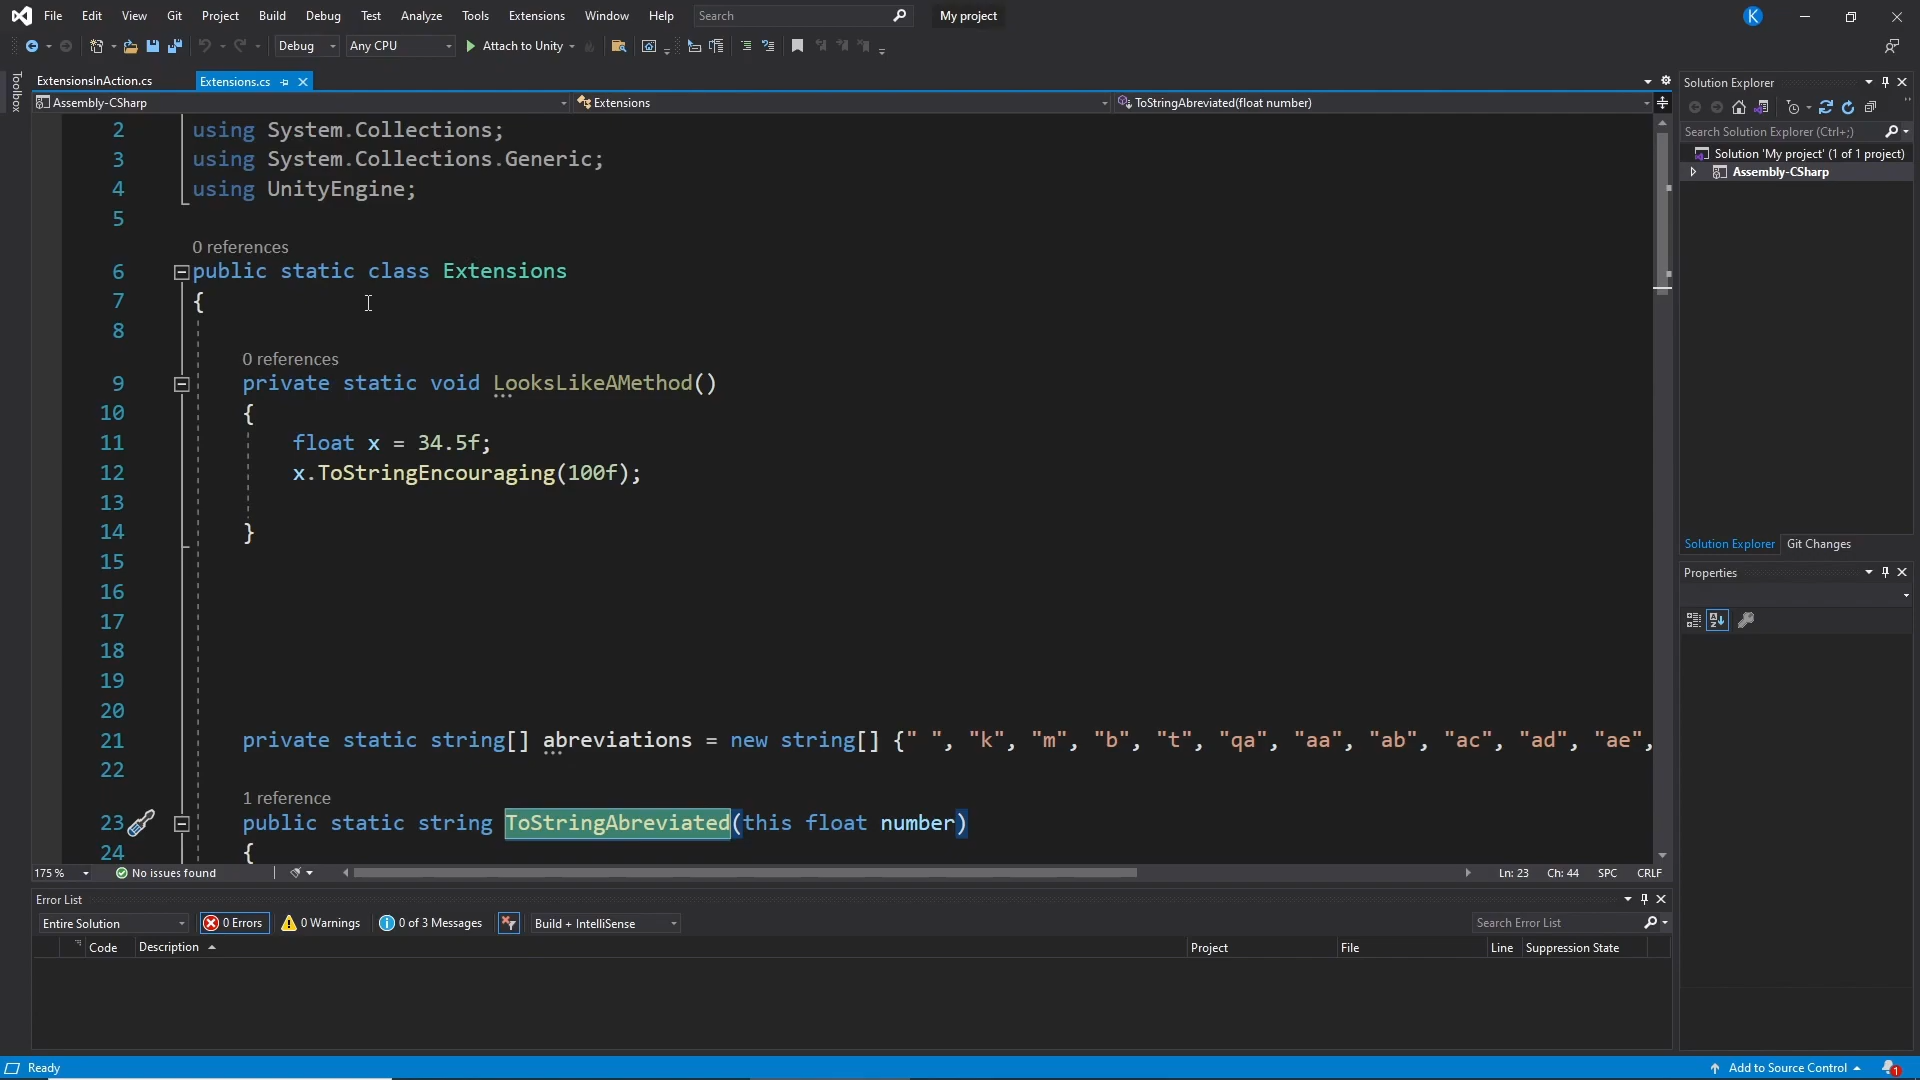 File Edit View Git Project Build Debug Test Analyze Tools Extensions Window Help Search My project K
Debug Any CPU Attach to Unity
Toolbox
ExtensionsInAction.cs Extensions.cs
Assembly-CSharp Extensions ToStringAbreviated(float number)
2 using System.Collections;
3 using System.Collections.Generic;
4 using UnityEngine;
5
0 references
6 public static class Extensions
7 {
8
0 references
9 private static void LooksLikeAMethod()
10 {
11 float x = 34.5f;
12 x.ToStringEncouraging(100f);
13
14 }
15
16
17
18
19
20
21 private static string[] abreviations = new string[] {" ", "k", "m", "b", "t", "qa", "aa", "ab", "ac", "ad", "ae",
22
1 reference
23 public static string ToStringAbreviated(this float number)
24 {
175 % No issues found Ln: 23 Ch: 44 SPC CRLF
Error List
Entire Solution 0 Errors 0 Warnings 0 of 3 Messages Build + IntelliSense Search Error List
Code Description Project File Line Suppression State
Solution Explorer
Search Solution Explorer (Ctrl+;)
Solution 'My project' (1 of 1 project)
Assembly-CSharp
Solution Explorer Git Changes
Properties
Ready Add to Source Control 1